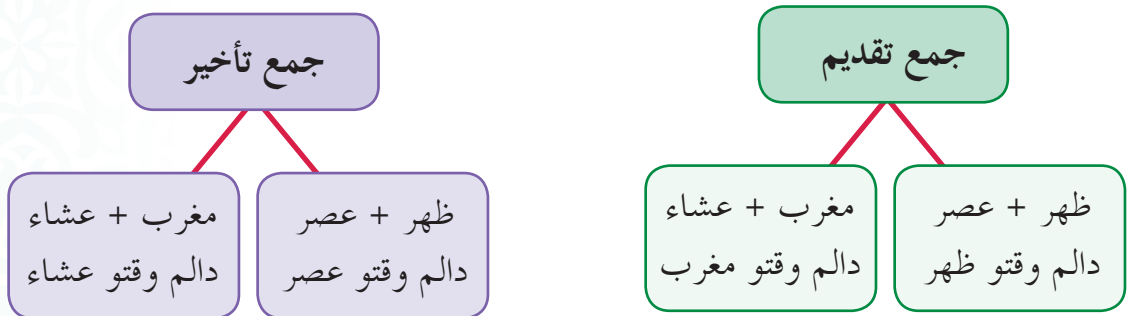 جمع تقديم
ظهر + عصر
دالم وقتو ظهر
مغرب + عشاء
دالم وقتو مغرب
جمع تأخير
ظهر + عصر
دالم وقتو عصر
مغرب + عشاء
دالم وقتو عشاء